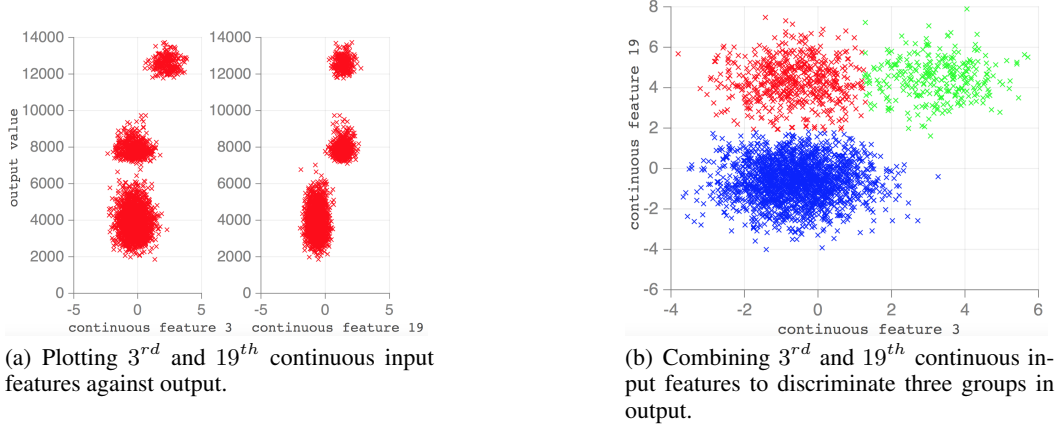 14000
12000
10000
8000
6000
4000
2000
0
output value
-5 0 5
continuous feature 3
14000
12000
10000
8000
6000
4000
2000
0
-5 0 5
continuous feature 19
(a) Plotting 3rd and 19th continuous input
features against output.
8
6
4
2
0
-2
-4
-6
continuous feature 19
-4 -2 0 2 4 6
continuous feature 3
(b) Combining 3rd and 19th continuous in-
put features to discriminate three groups in
output.